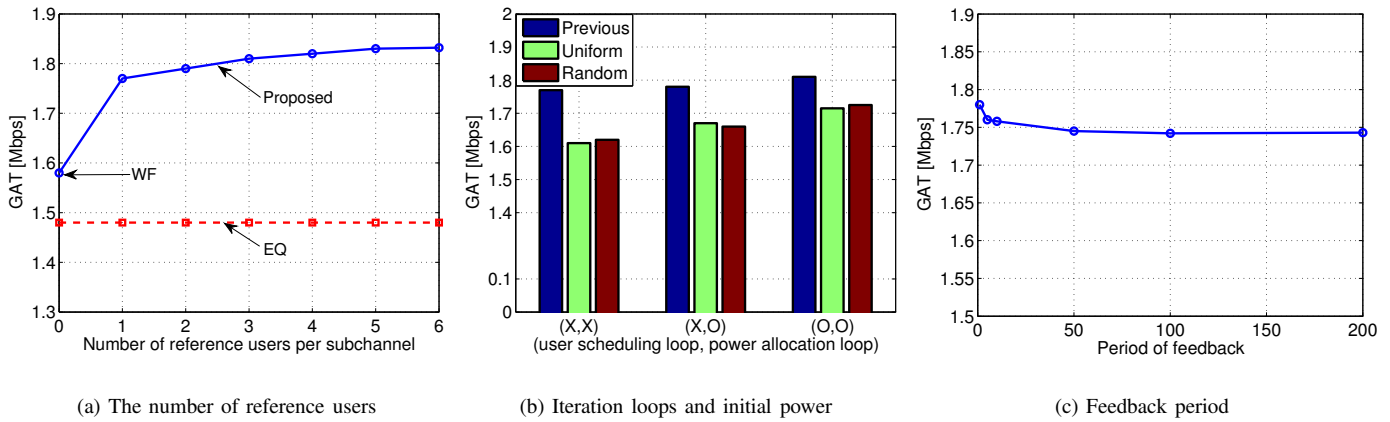 1.9
1.8
1.7
1.6
1.5
1.4
1.3
GAT [Mbps]
Proposed
WF
EQ
0 1 2 3 4 5 6
Number of reference users per subchannel
(a) The number of reference users
2
1.9
1.8
1.7
1.6
1.5
1.4
0.1
0
GAT [Mbps]
Previous
Uniform
Random
(X,X) (X,O) (O,O)
(user scheduling loop, power allocation loop)
(b) Iteration loops and initial power
1.9
1.85
1.8
1.75
1.7
1.65
1.6
1.55
1.5
GAT [Mbps]
0 50 100 150 200
Period of feedback
(c) Feedback period